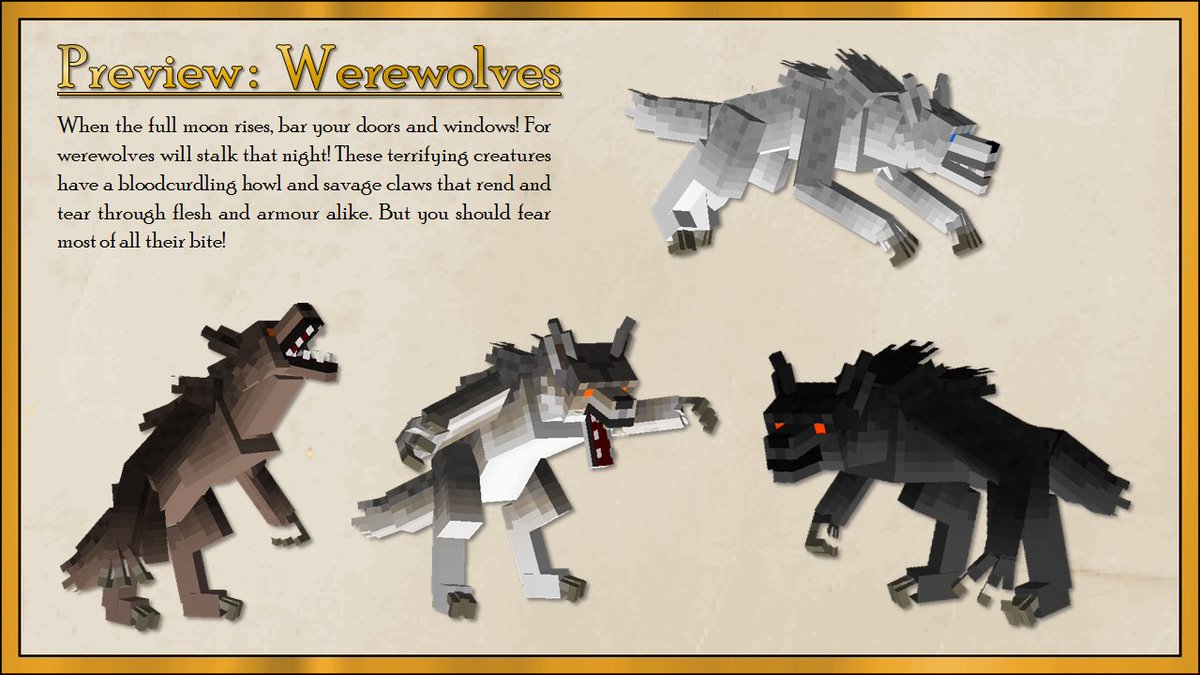 Preview: Werewolves
When the full moon rises, bar your doors and windows! For
werewolves will stalk that night! These terrifying creatures
have a bloodcurdling howl and savage claws that rend and
tear through flesh and armour alike. But you should fear
most of all their bite!